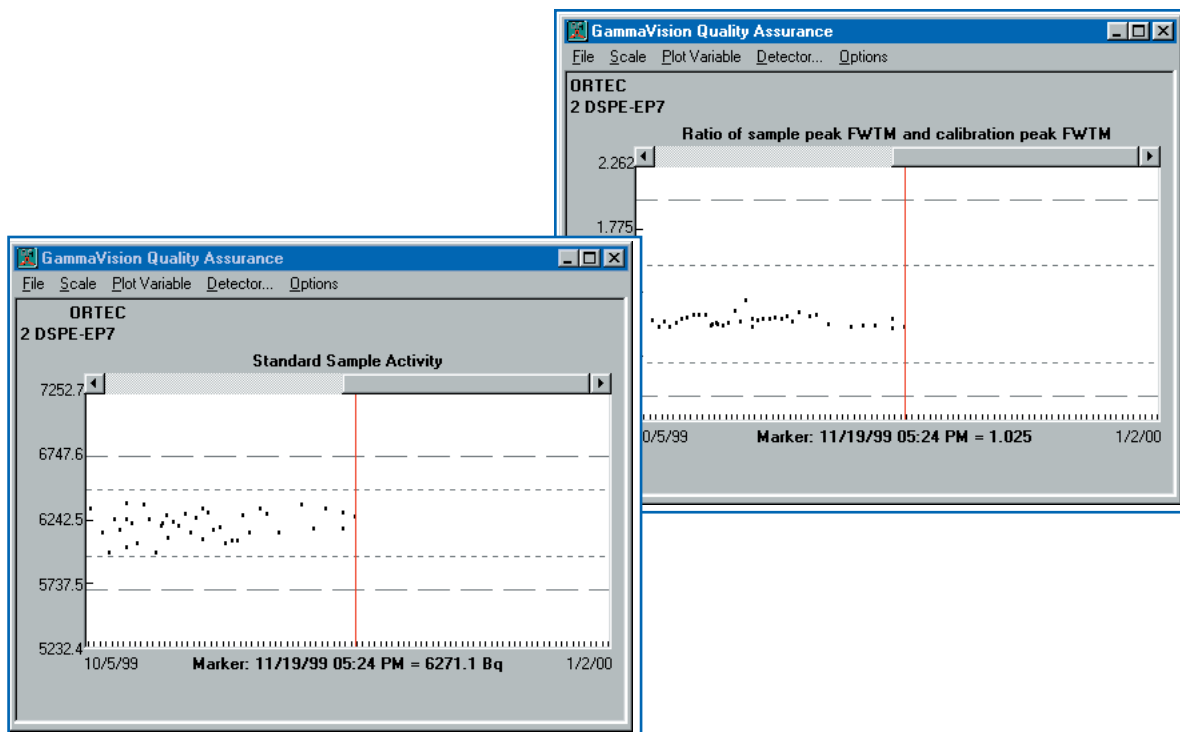 GammaVision Quality Assurance
File Scale Plot Variable Detector... Options
ORTEC
2 DSPE-EP7
Ratio of sample peak FWTM and calibration peak FWTM
2.262
1.775
0/5/99 Marker: 11/19/99 05:24 PM = 1.025 1/2/00
GammaVision Quality Assurance
File Scale Plot Variable Detector... Options
ORTEC
2 DSPE-EP7
Standard Sample Activity
7252.7
6747.6
6242.5
5737.5
5232.4
10/5/99 Marker: 11/19/99 05:24 PM = 6271.1 Bq 1/2/00